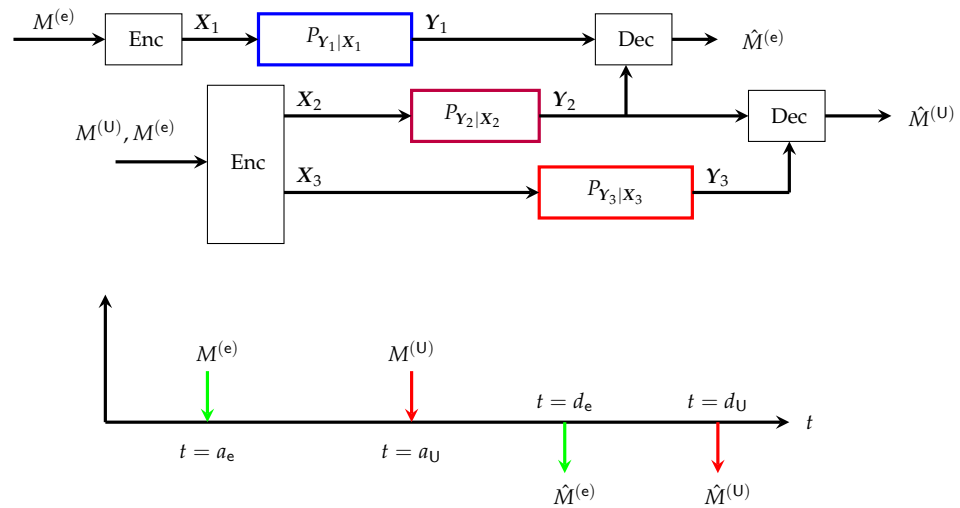 M^(e) Enc X_1 P_{Y_1|X_1} Y_1 Dec M̂^(e)
M^(U), M^(e) Enc X_2 P_{Y_2|X_2} Y_2 Dec M̂^(U)
X_3 P_{Y_3|X_3} Y_3
M^(e) M^(U)
t = d_e t = d_U
t
t = a_e t = a_U
M̂^(e) M̂^(U)